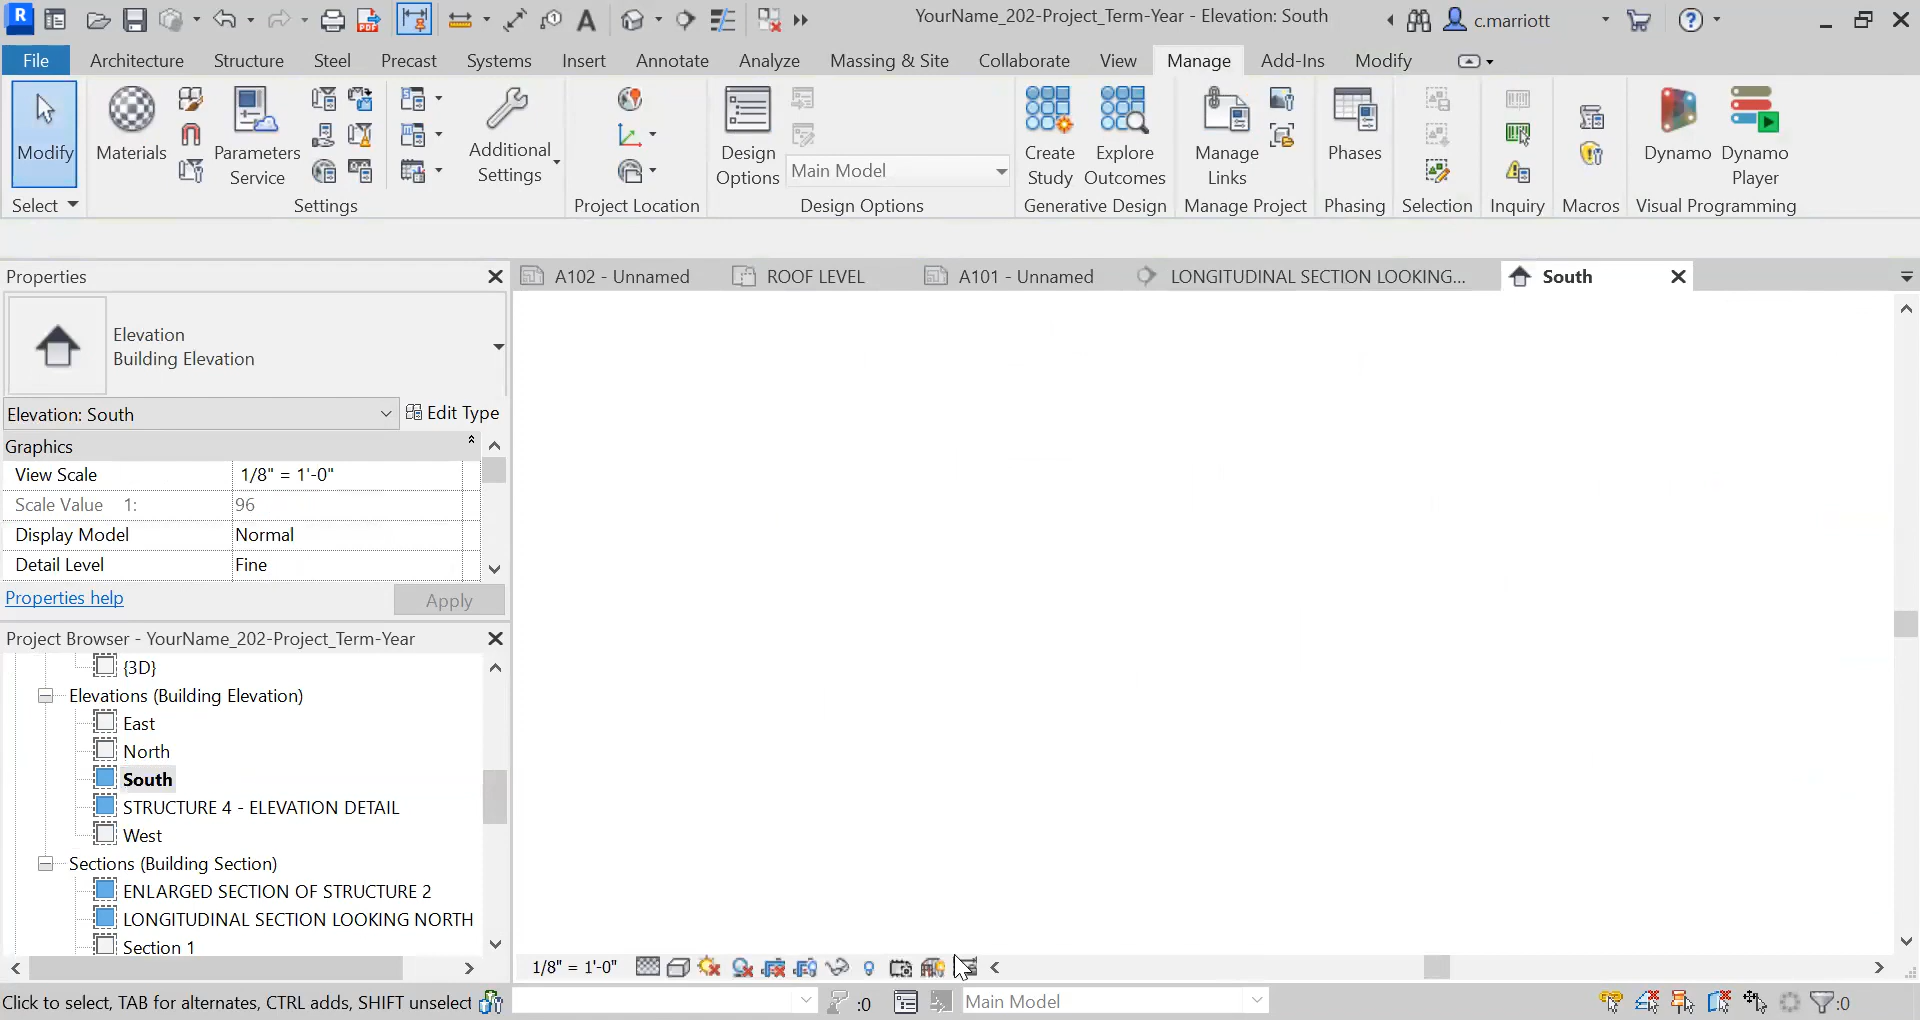 R
PDF
YourName_202-Project_Term-Year - Elevation: South
c.marriott
File Architecture Structure Steel Precast Systems Insert Annotate Analyze Massing & Site Collaborate View Manage Add-Ins Modify
Modify
Select
Materials
Parameters
Service
Additional
Settings
Settings
Project Location
Design
Options
Main Model
Design Options
Create
Study
Explore
Outcomes
Generative Design
Manage
Links
Manage Project
Phases
Phasing
Selection
Inquiry
Macros
Dynamo
Dynamo
Player
Visual Programming
Properties
A102 - Unnamed
ROOF LEVEL
A101 - Unnamed
LONGITUDINAL SECTION LOOKING...
South
Elevation
Building Elevation
Elevation: South
Edit Type
Graphics
View Scale 1/8" = 1'-0"
Scale Value 1: 96
Display Model Normal
Detail Level Fine
Properties help
Apply
Project Browser - YourName_202-Project_Term-Year
{3D}
Elevations (Building Elevation)
East
North
South
STRUCTURE 4 - ELEVATION DETAIL
West
Sections (Building Section)
ENLARGED SECTION OF STRUCTURE 2
LONGITUDINAL SECTION LOOKING NORTH
Section 1
1/8" = 1'-0"
Click to select, TAB for alternates, CTRL adds, SHIFT unselect
:0
Main Model
:0